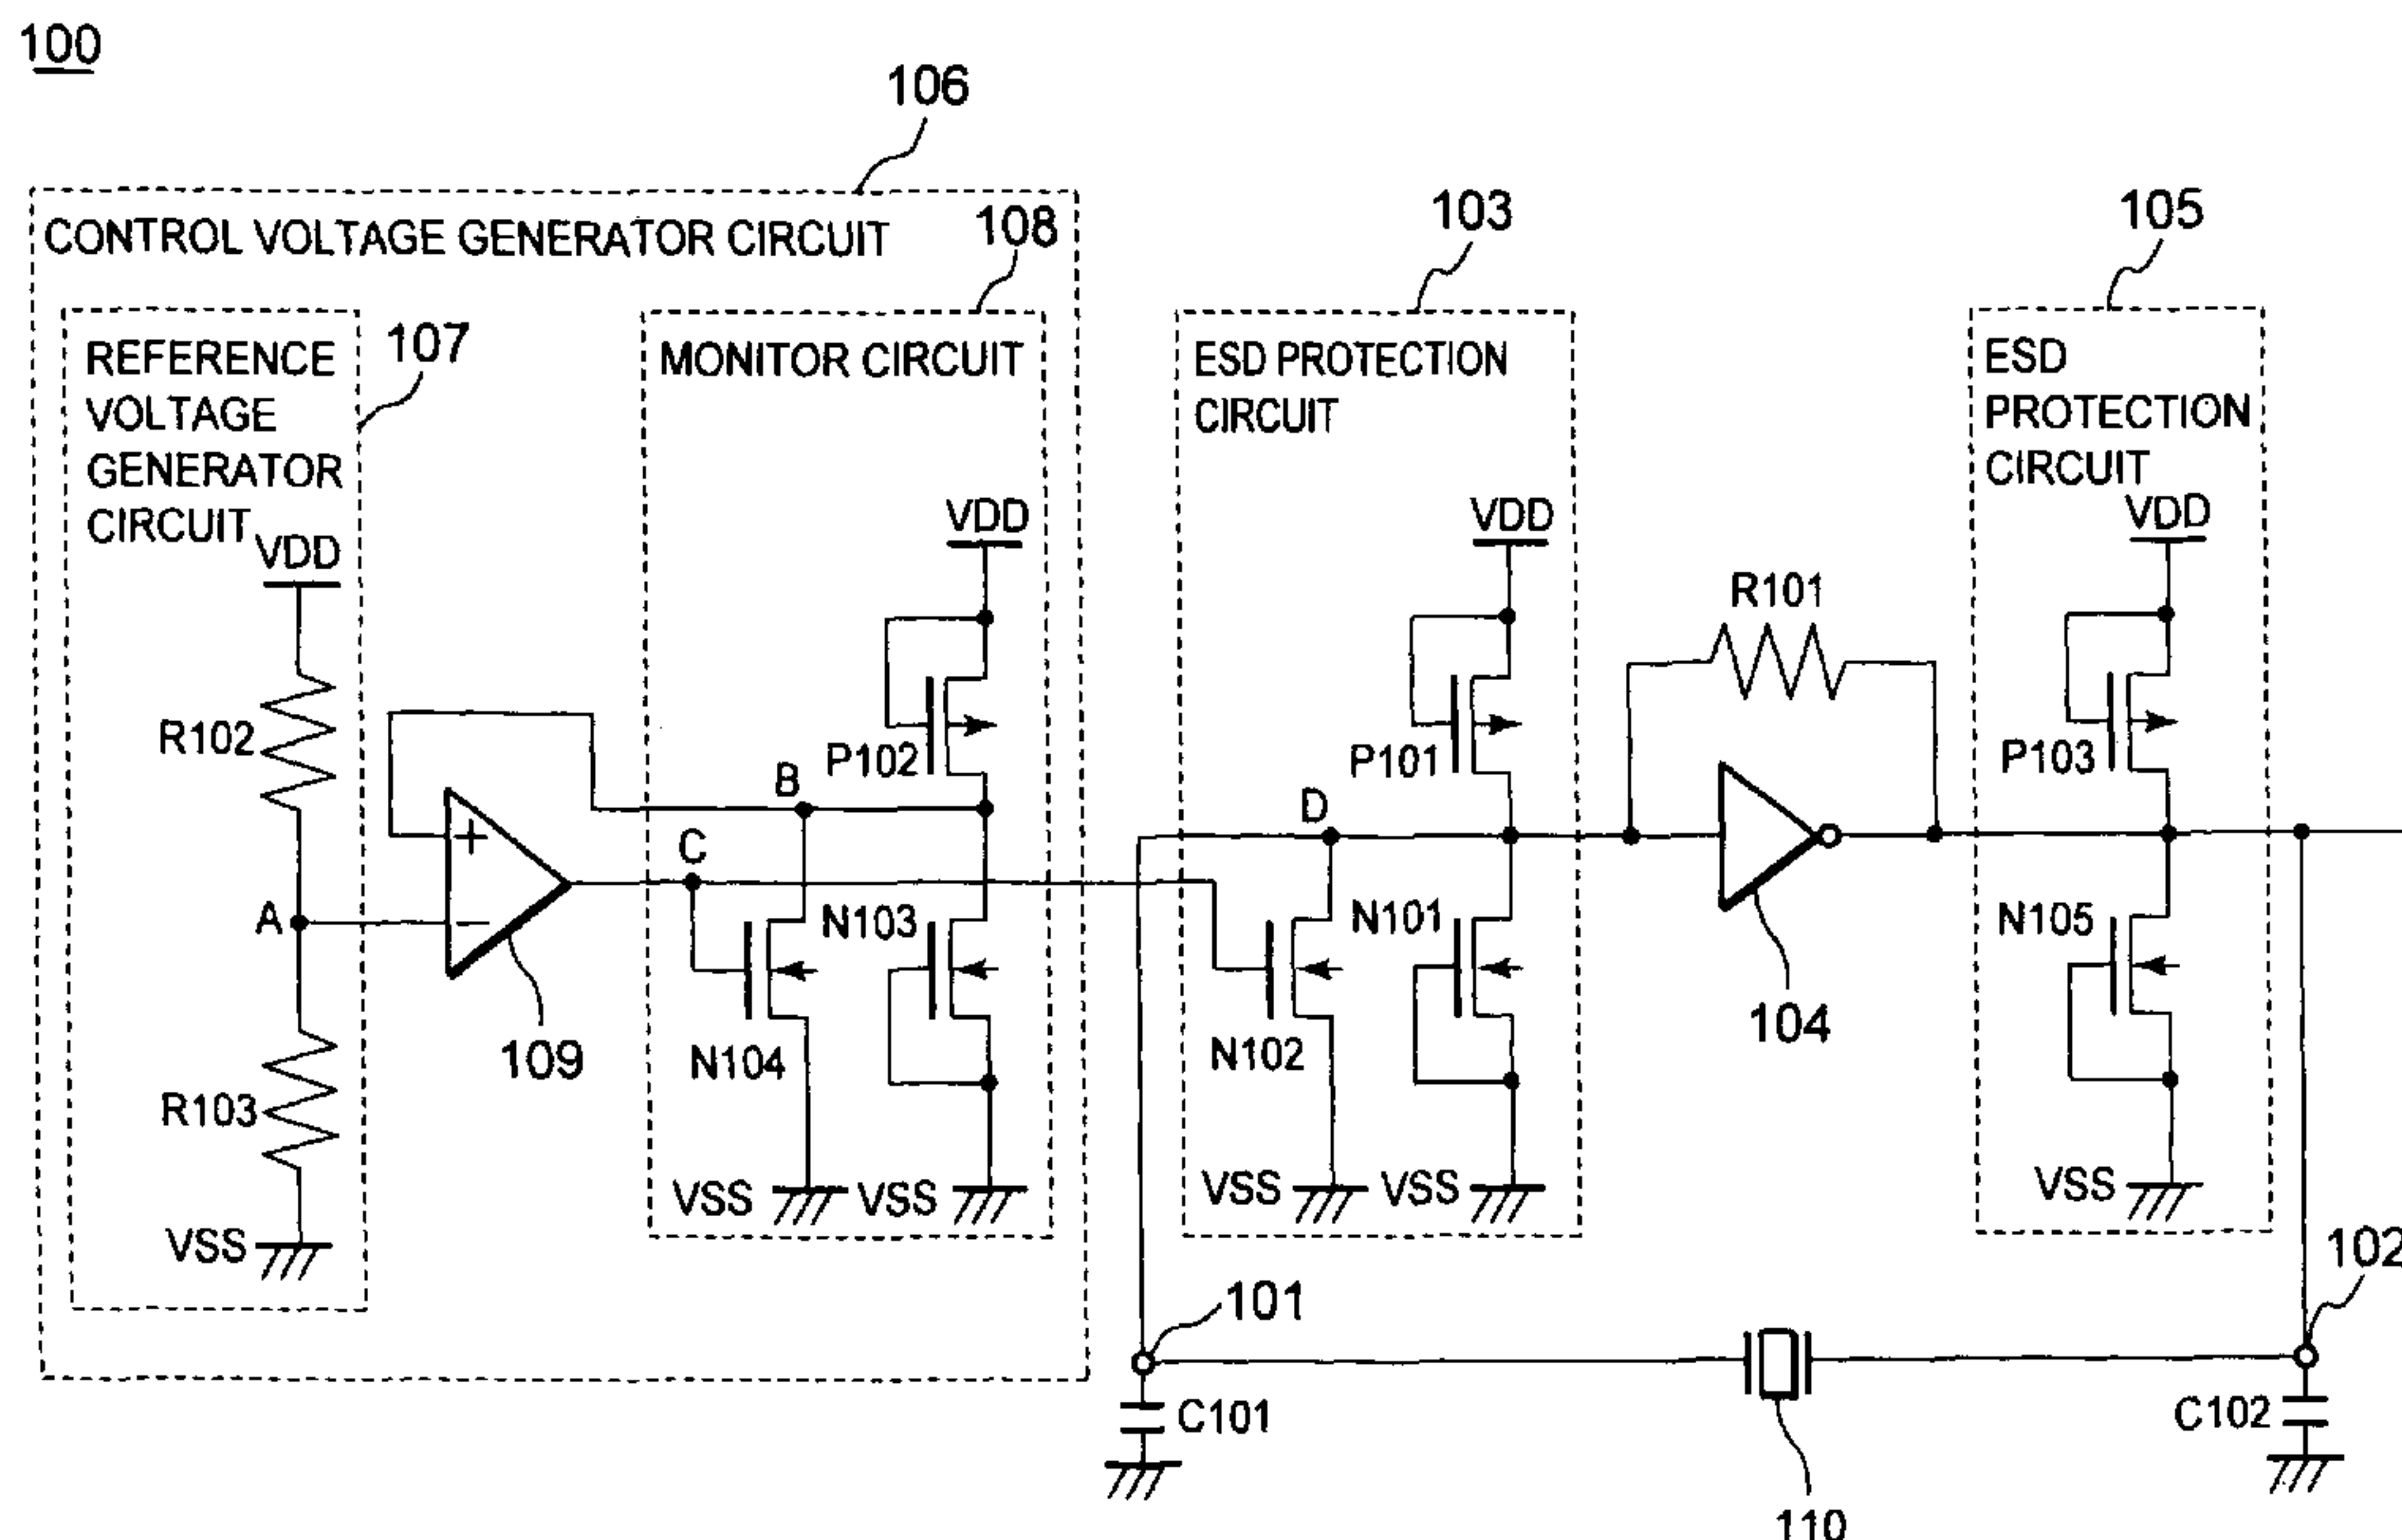 100
106
CONTROL VOLTAGE GENERATOR CIRCUIT
108
103
105
REFERENCE
VOLTAGE
GENERATOR
CIRCUIT
107
MONITOR CIRCUIT
ESD PROTECTION
CIRCUIT
ESD
PROTECTION
CIRCUIT
VDD
VDD
VDD
VDD
R101
R102
P102
P101
P103
B
D
+
C
A
−
N103
N101
N105
109
N104
N102
104
R103
VSS
VSS
VSS
VSS
VSS
VSS
101
102
C101
C102
110